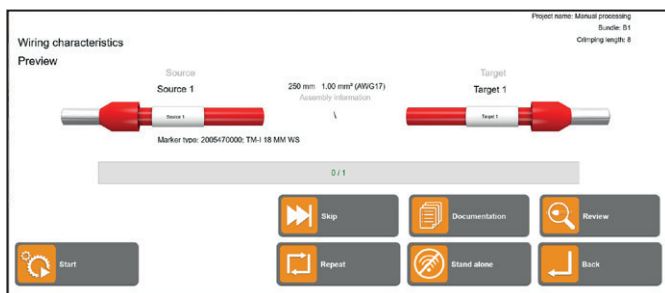 Project name: Manual processing
Bundle: B1
Crimping length: 8
Wiring characteristics
Preview
Source
Target
Source 1
250 mm 1.00 mm² (AWG17)
Target 1
Assembly information
\
Source 1
Target 1
Marker type: 2005470000; TM-I 18 MM WS
0 / 1
Skip
Documentation
Review
Start
Repeat
Stand alone
Back